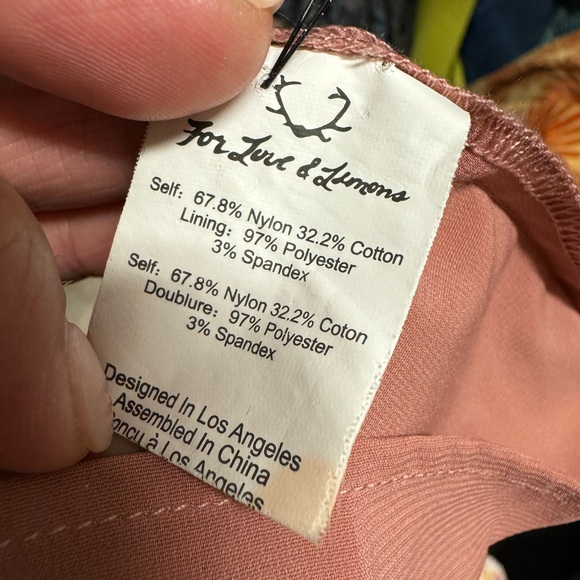 For Love & Lemons
Self: 67.8% Nylon 32.2% Cotton
Lining: 97% Polyester
3% Spandex
Self: 67.8% Nylon 32.2% Coton
Doublure: 97% Polyester
3% Spandex
Designed In Los Angeles
Assembled In China
à Los Angeles